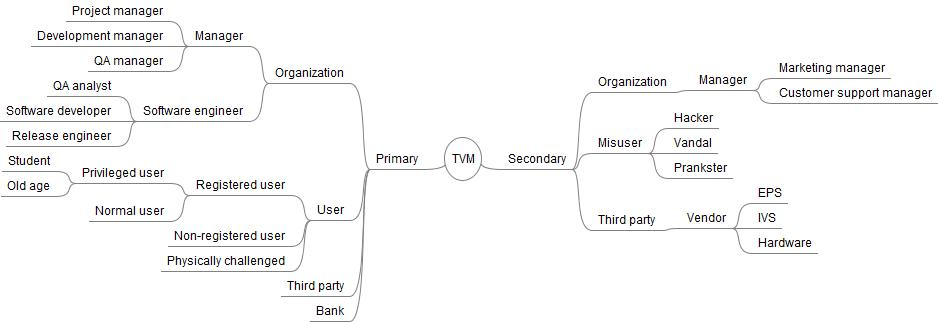 Project manager
Development manager
QA manager
Manager
Organization
QA analyst
Software developer
Release engineer
Software engineer
Student
Old age
Privileged user
Normal user
Registered user
Non-registered user
Physically challenged
User
Third party
Bank
Primary
TVM
Secondary
Organization
Manager
Marketing manager
Customer support manager
Misuser
Hacker
Vandal
Prankster
Third party
Vendor
EPS
IVS
Hardware